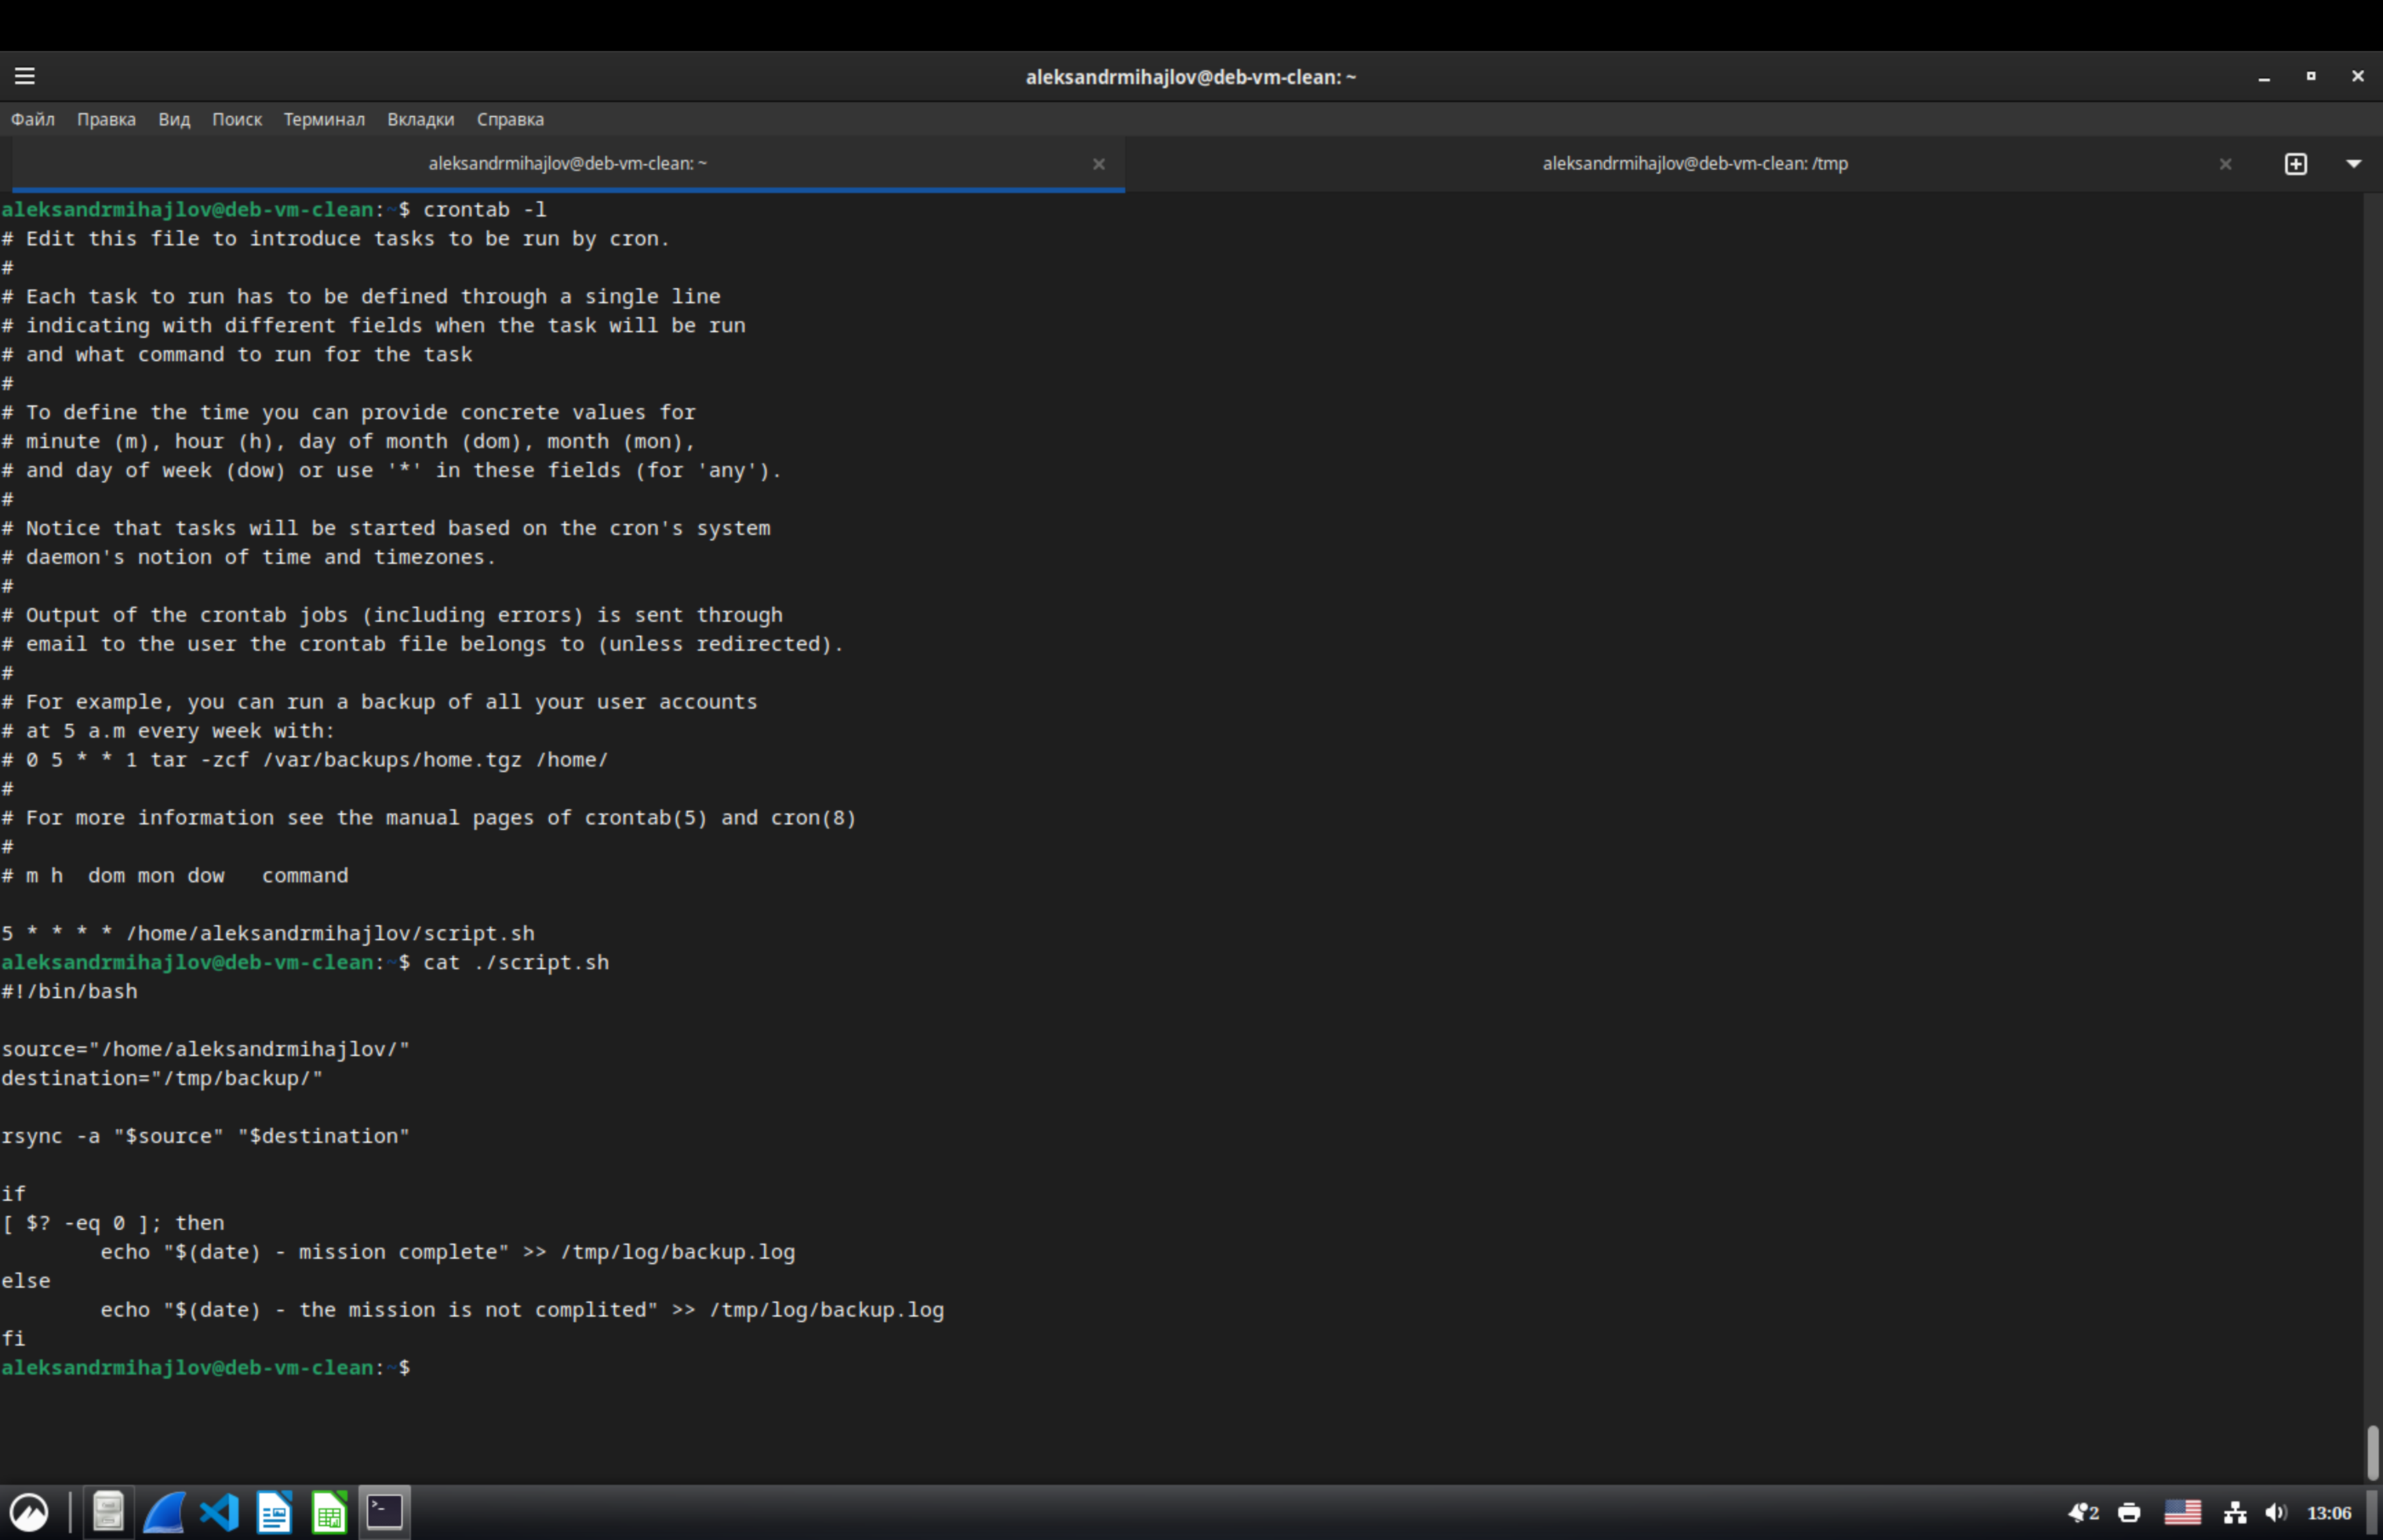 aleksandrmihajlov@deb-vm-clean: ~
Файл Правка Вид Поиск Терминал Вкладки Справка
aleksandrmihajlov@deb-vm-clean: ~ aleksandrmihajlov@deb-vm-clean: /tmp
aleksandrmihajlov@deb-vm-clean:~$ crontab -l
# Edit this file to introduce tasks to be run by cron.
#
# Each task to run has to be defined through a single line
# indicating with different fields when the task will be run
# and what command to run for the task
#
# To define the time you can provide concrete values for
# minute (m), hour (h), day of month (dom), month (mon),
# and day of week (dow) or use '*' in these fields (for 'any').
#
# Notice that tasks will be started based on the cron's system
# daemon's notion of time and timezones.
#
# Output of the crontab jobs (including errors) is sent through
# email to the user the crontab file belongs to (unless redirected).
#
# For example, you can run a backup of all your user accounts
# at 5 a.m every week with:
# 0 5 * * 1 tar -zcf /var/backups/home.tgz /home/
#
# For more information see the manual pages of crontab(5) and cron(8)
#
# m h  dom mon dow   command
5 * * * * /home/aleksandrmihajlov/script.sh
aleksandrmihajlov@deb-vm-clean:~$ cat ./script.sh
#!/bin/bash
source="/home/aleksandrmihajlov/"
destination="/tmp/backup/"
rsync -a "$source" "$destination"
if
[ $? -eq 0 ]; then
        echo "$(date) - mission complete" >> /tmp/log/backup.log
else
        echo "$(date) - the mission is not complited" >> /tmp/log/backup.log
fi
aleksandrmihajlov@deb-vm-clean:~$
2 13:06